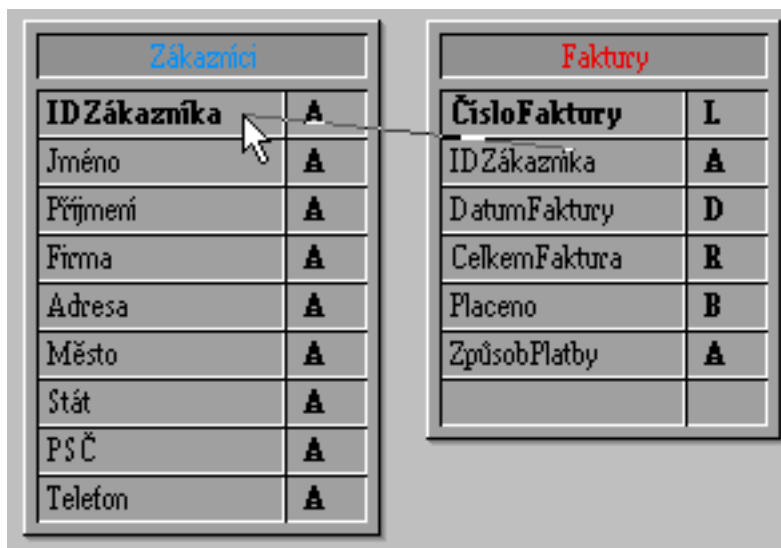 Zákazníci
IDZákazníka A
Jméno A
Příjmení A
Firma A
Adresa A
Město A
Stát A
PSČ A
Telefon A
Faktury
ČísloFaktury L
IDZákazníka A
DatumFaktury D
CelkemFaktura R
Placeno B
ZpůsobPlatby A